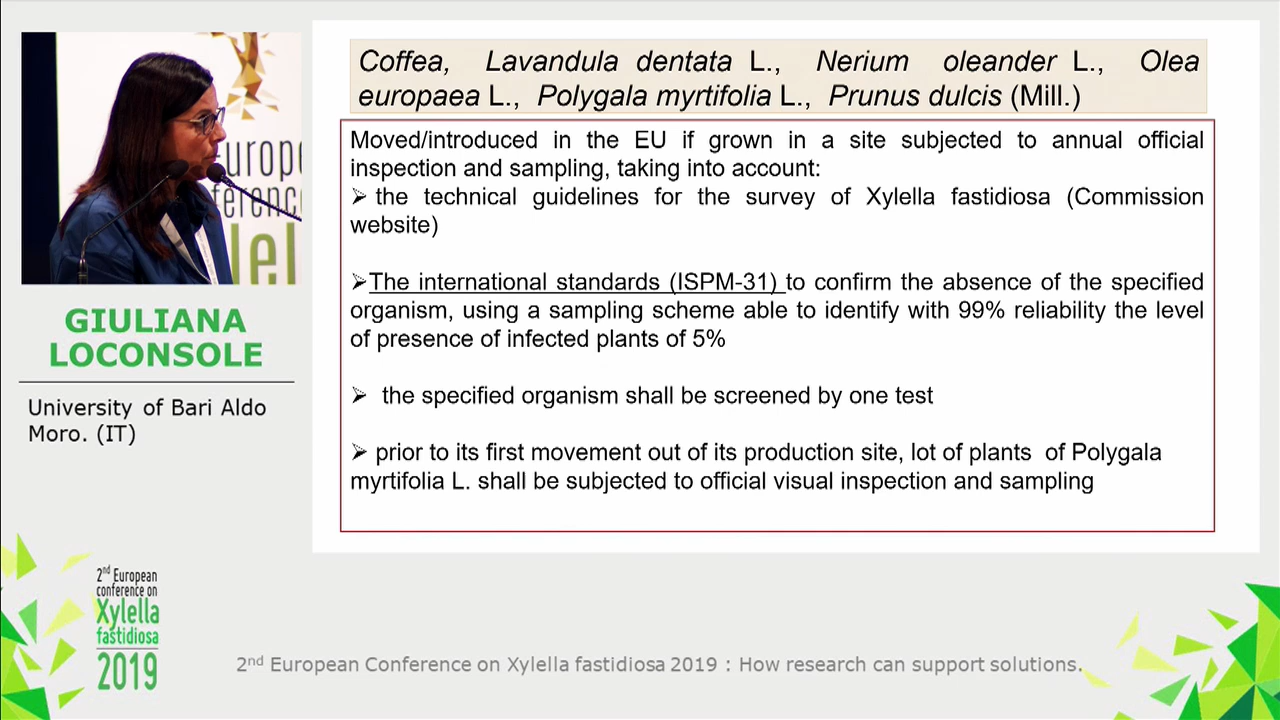 Coffea, Lavandula dentata L., Nerium oleander L., Olea
europaea L., Polygala myrtifolia L., Prunus dulcis (Mill.)
Moved/introduced in the EU if grown in a site subjected to annual official
inspection and sampling, taking into account:
⮚ the technical guidelines for the survey of Xylella fastidiosa (Commission
website)
⮚The international standards (ISPM-31) to confirm the absence of the specified
organism, using a sampling scheme able to identify with 99% reliability the level
of presence of infected plants of 5%
⮚ the specified organism shall be screened by one test
⮚ prior to its first movement out of its production site, lot of plants of Polygala
myrtifolia L. shall be subjected to official visual inspection and sampling
GIULIANA
LOCONSOLE
University of Bari Aldo
Moro. (IT)
2nd European
conference on
Xylella
fastidiosa
2019
2nd European Conference on Xylella fastidiosa 2019 : How research can support solutions.